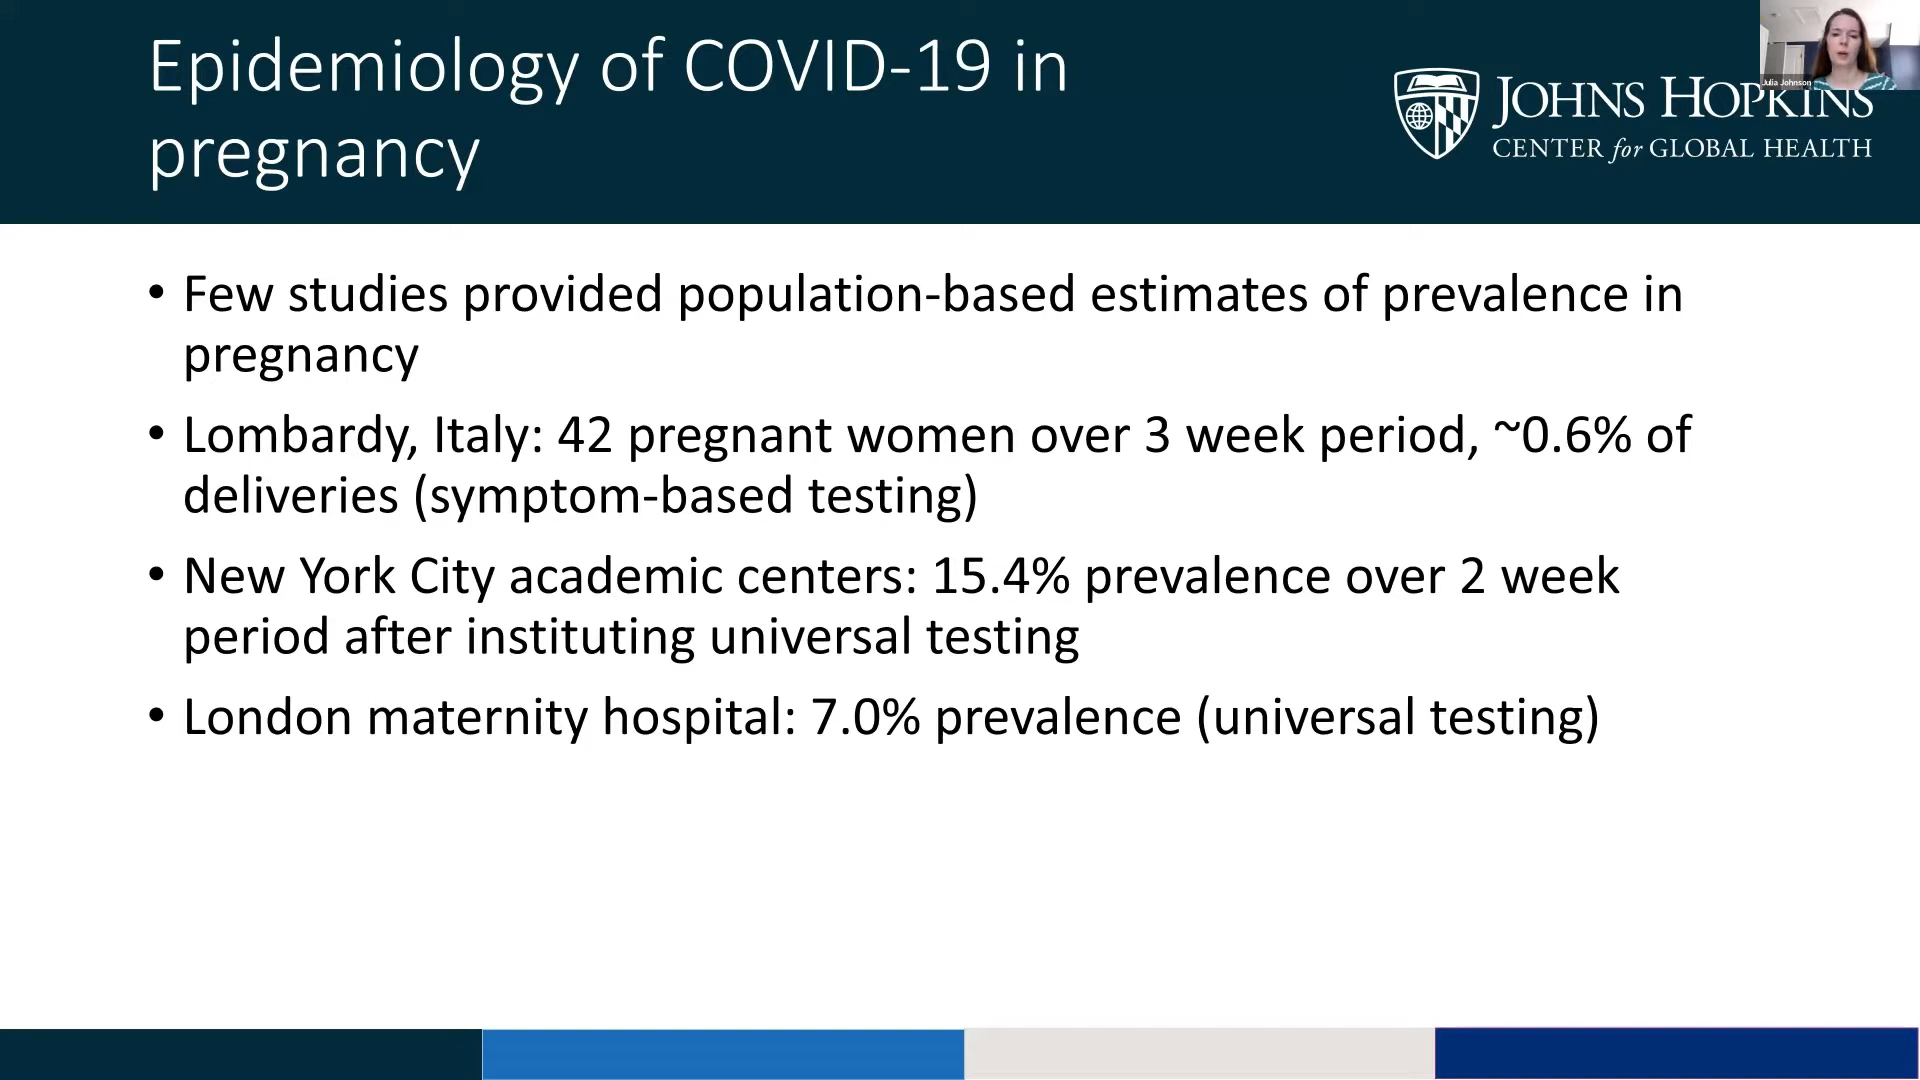 Epidemiology of COVID-19 in
pregnancy
Julia Johnson
JOHNS HOPKINS
CENTER for GLOBAL HEALTH
• Few studies provided population-based estimates of prevalence in
pregnancy
• Lombardy, Italy: 42 pregnant women over 3 week period, ~0.6% of
deliveries (symptom-based testing)
• New York City academic centers: 15.4% prevalence over 2 week
period after instituting universal testing
• London maternity hospital: 7.0% prevalence (universal testing)